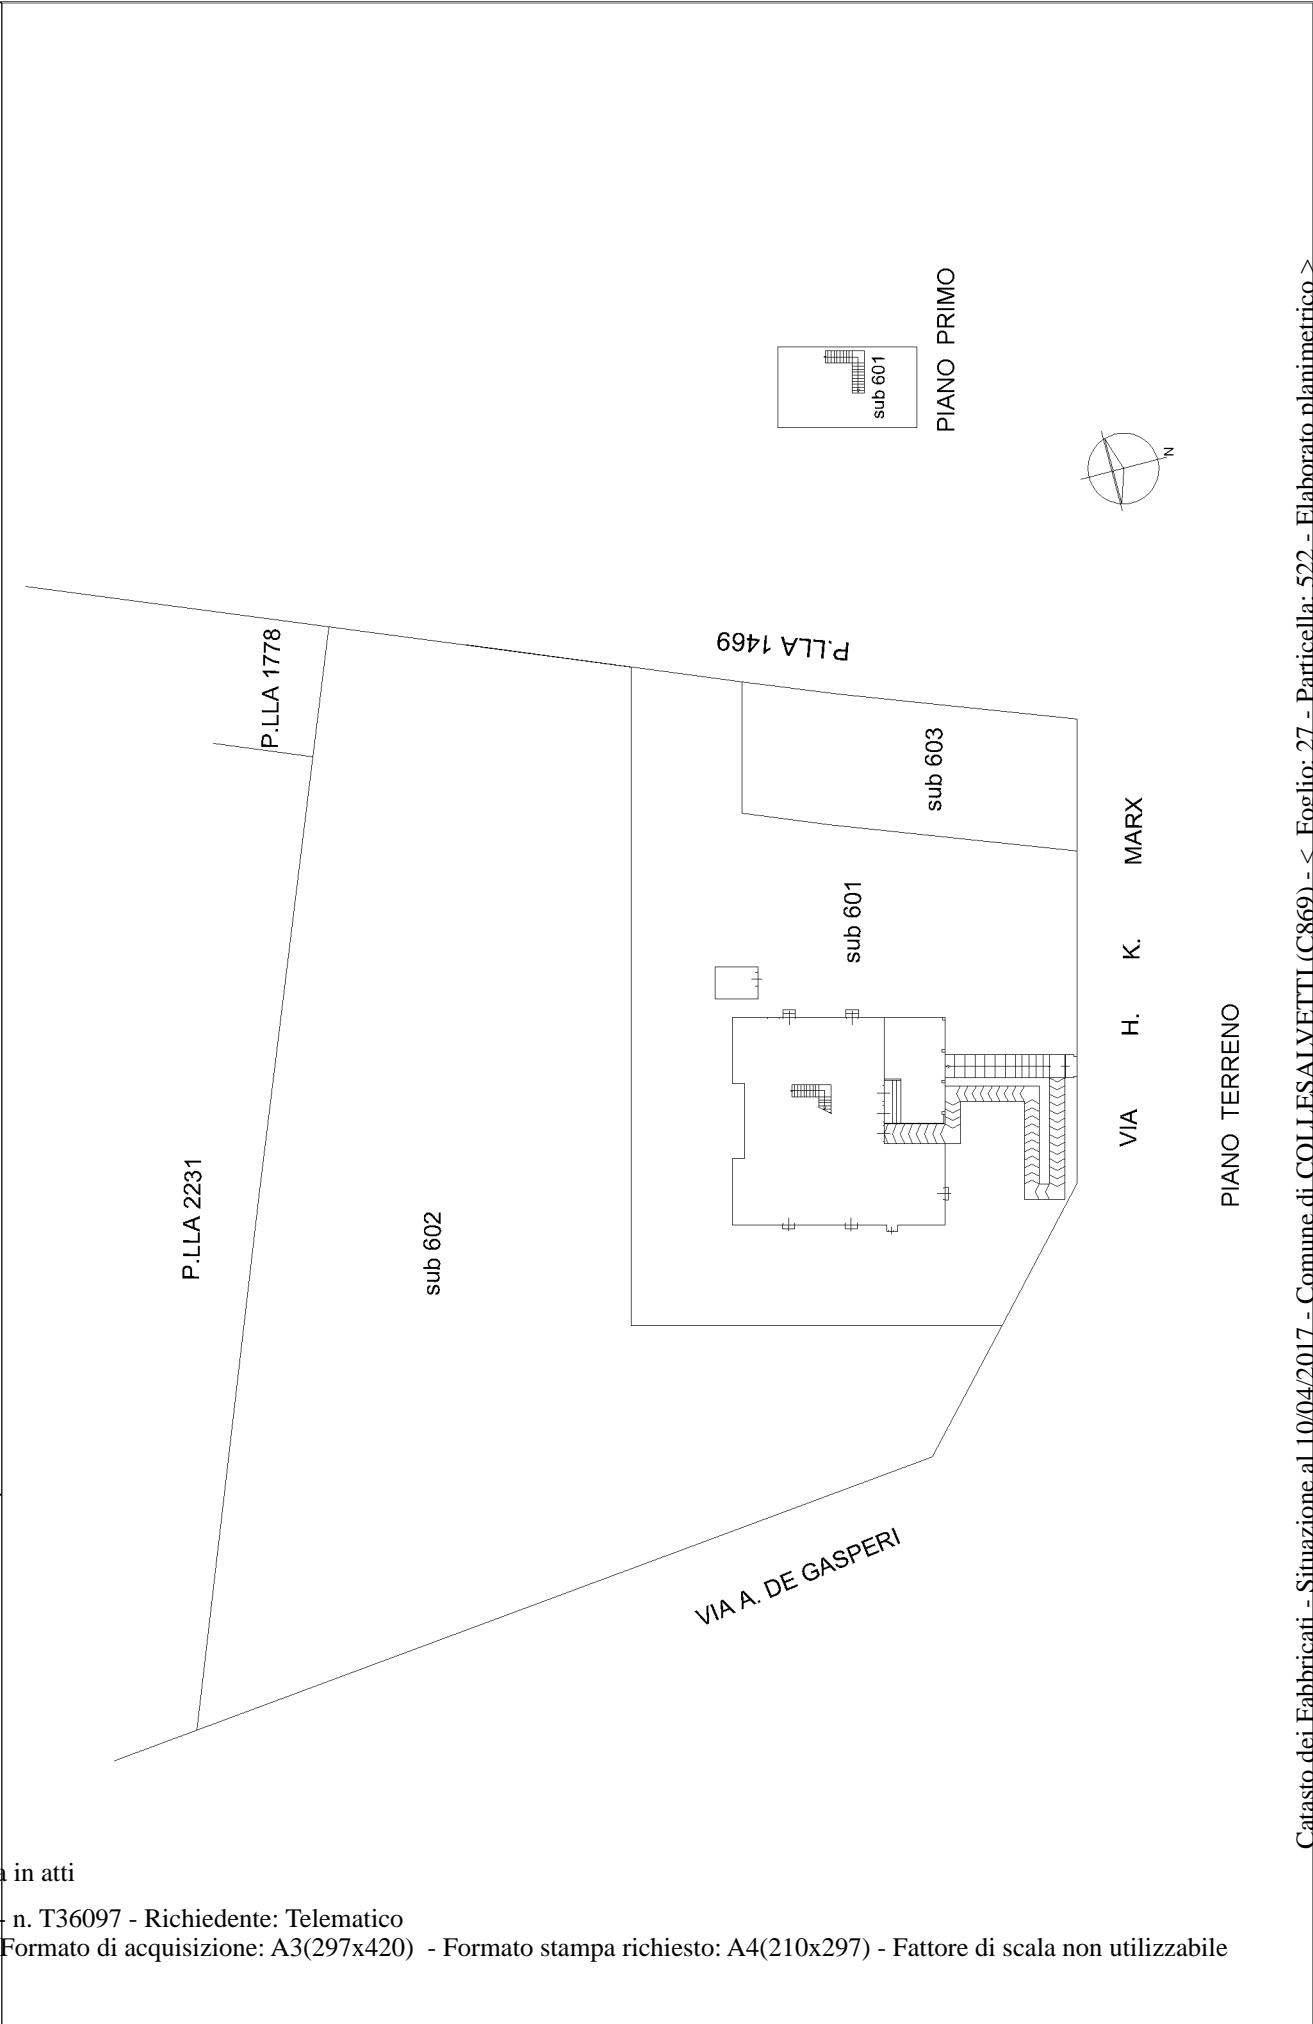 PIANO PRIMO
sub 601
N
P.LLA 1778
P.LLA 1469
sub 603
sub 601
P.LLA 2231
sub 602
VIA H. K. MARX
PIANO TERRENO
VIA A. DE GASPERI
Catasto dei Fabbricati - Situazione al 10/04/2017 - Comune di COLLESALVETTI (C869) - < Foglio: 27 - Particella: 522 - Elaborato planimetrico >
a in atti
- n. T36097 - Richiedente: Telematico
Formato di acquisizione: A3(297x420) - Formato stampa richiesto: A4(210x297) - Fattore di scala non utilizzabile